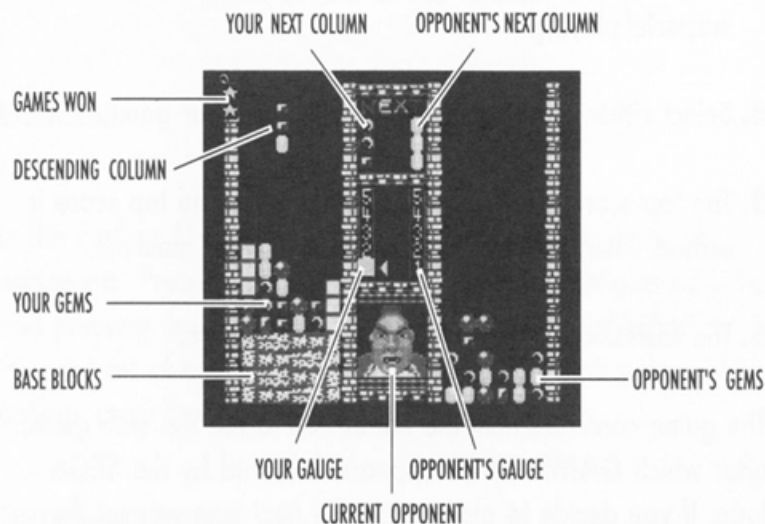 YOUR NEXT COLUMN
OPPONENT'S NEXT COLUMN
GAMES WON
NEX
DESCENDING COLUMN
YOUR GEMS
BASE BLOCKS
OPPONENT'S GEMS
YOUR GAUGE
OPPONENT'S GAUGE
CURRENT OPPONENT